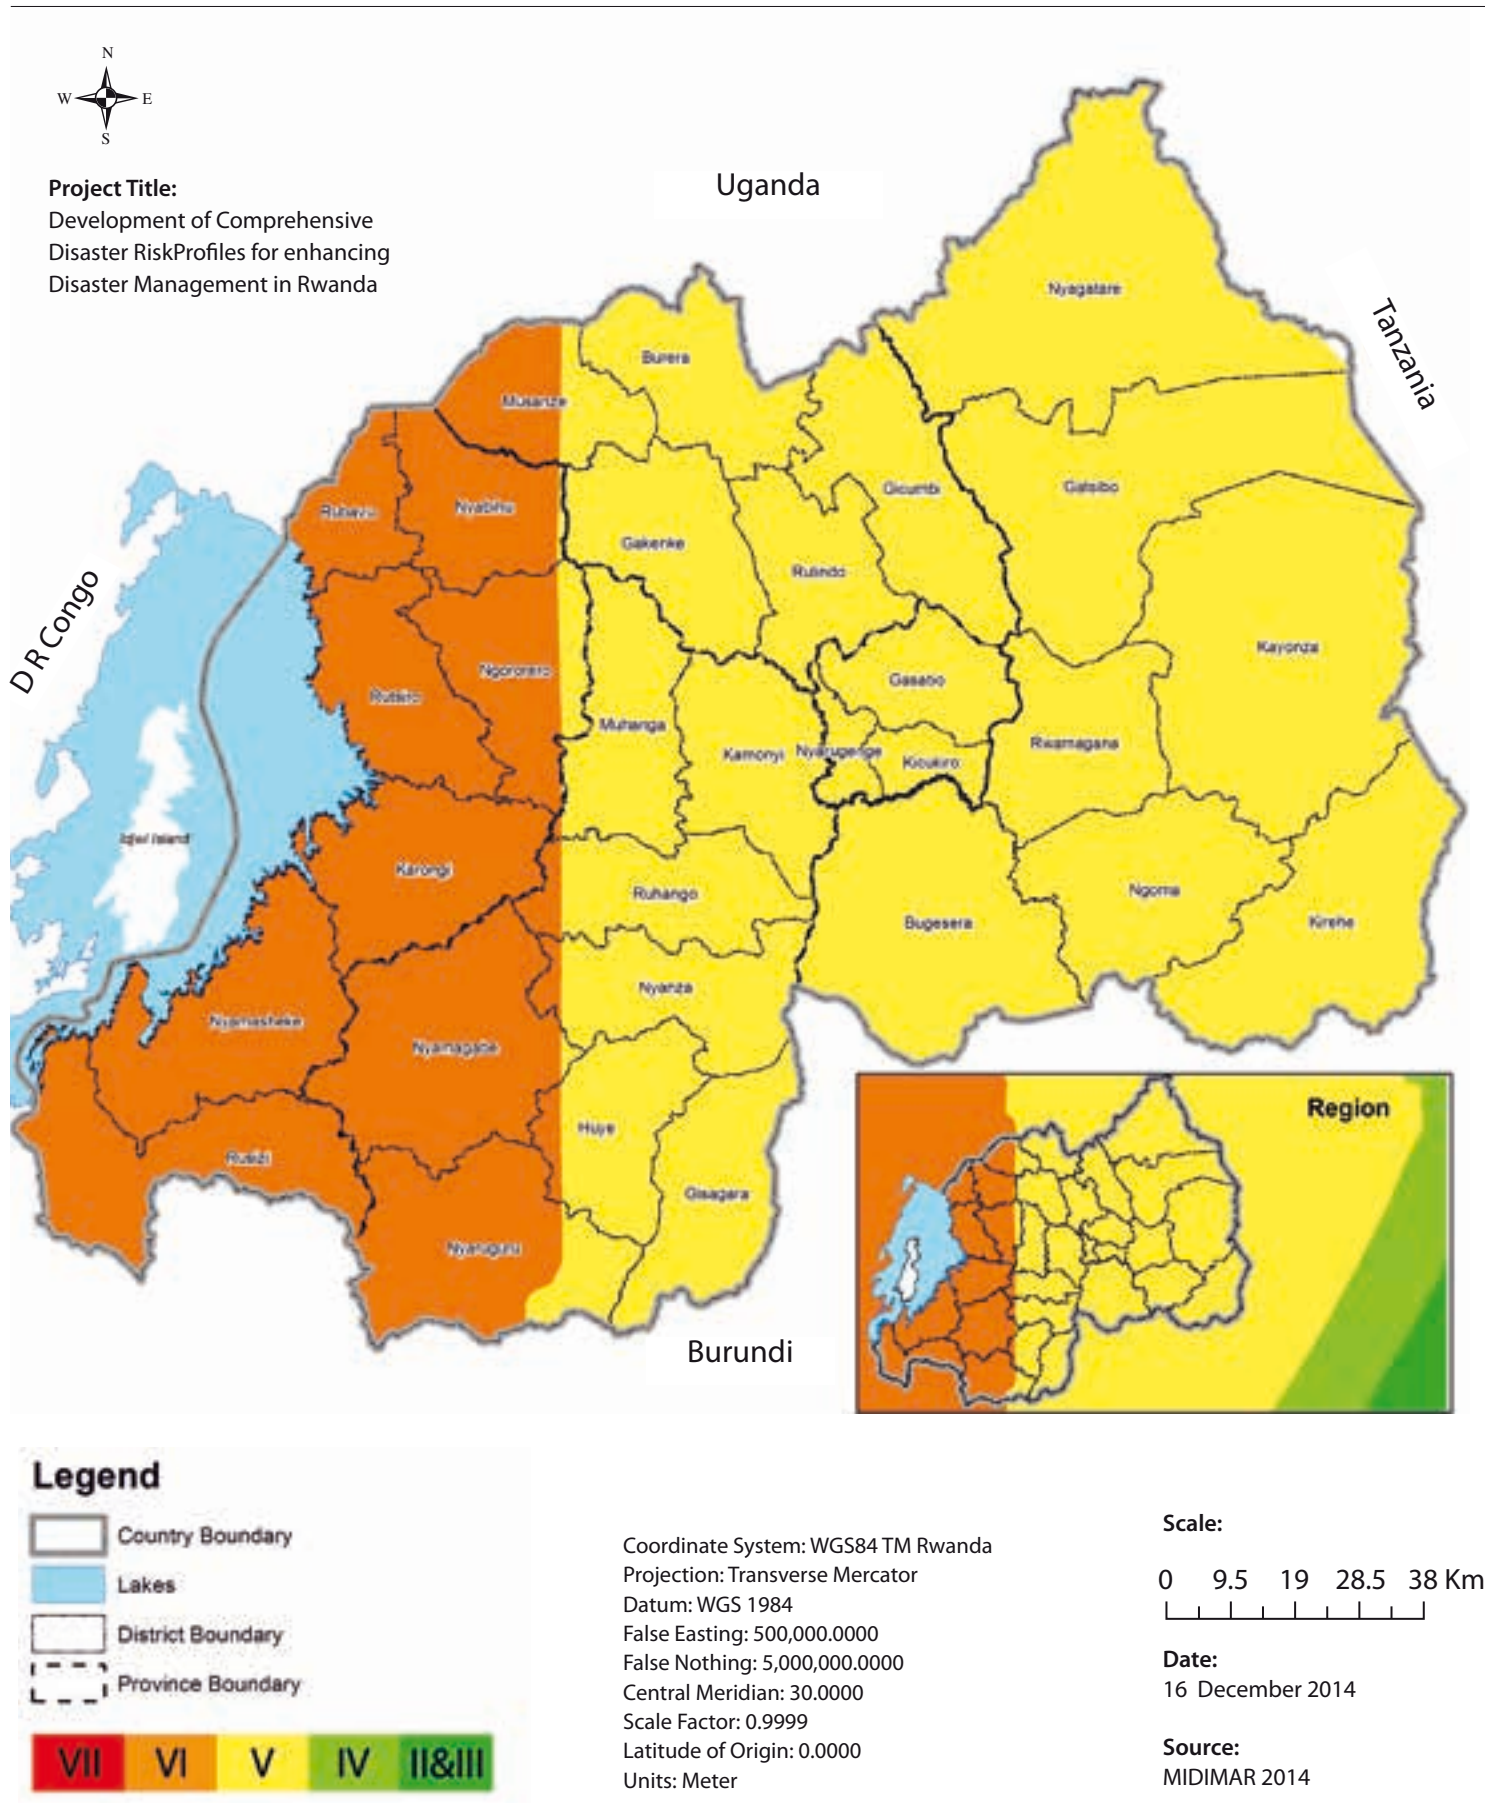 N
W E
S
Project Title:
Development of Comprehensive
Disaster RiskProfiles for enhancing
Disaster Management in Rwanda
Uganda
Tanzania
D R Congo
Burundi
Nyagatare
Burera
Musanze
Rubavu
Nyabihu
Gakenke
Gicumbi
Gatsibo
Rulindo
Rutsiro
Ngororero
Muhanga
Kamonyi
Nyarugenge
Gasabo
Kicukiro
Rwamagana
Kayonza
Idjwi Island
Karongi
Ruhango
Bugesera
Ngoma
Kirehe
Nyamasheke
Nyamagabe
Nyanza
Rusizi
Huye
Gisagara
Nyaruguru
Region
Legend
Country Boundary
Lakes
District Boundary
Province Boundary
VII VI V IV II&III
Coordinate System: WGS84 TM Rwanda
Projection: Transverse Mercator
Datum: WGS 1984
False Easting: 500,000.0000
False Nothing: 5,000,000.0000
Central Meridian: 30.0000
Scale Factor: 0.9999
Latitude of Origin: 0.0000
Units: Meter
Scale:
0 9.5 19 28.5 38 Km
Date:
16 December 2014
Source:
MIDIMAR 2014